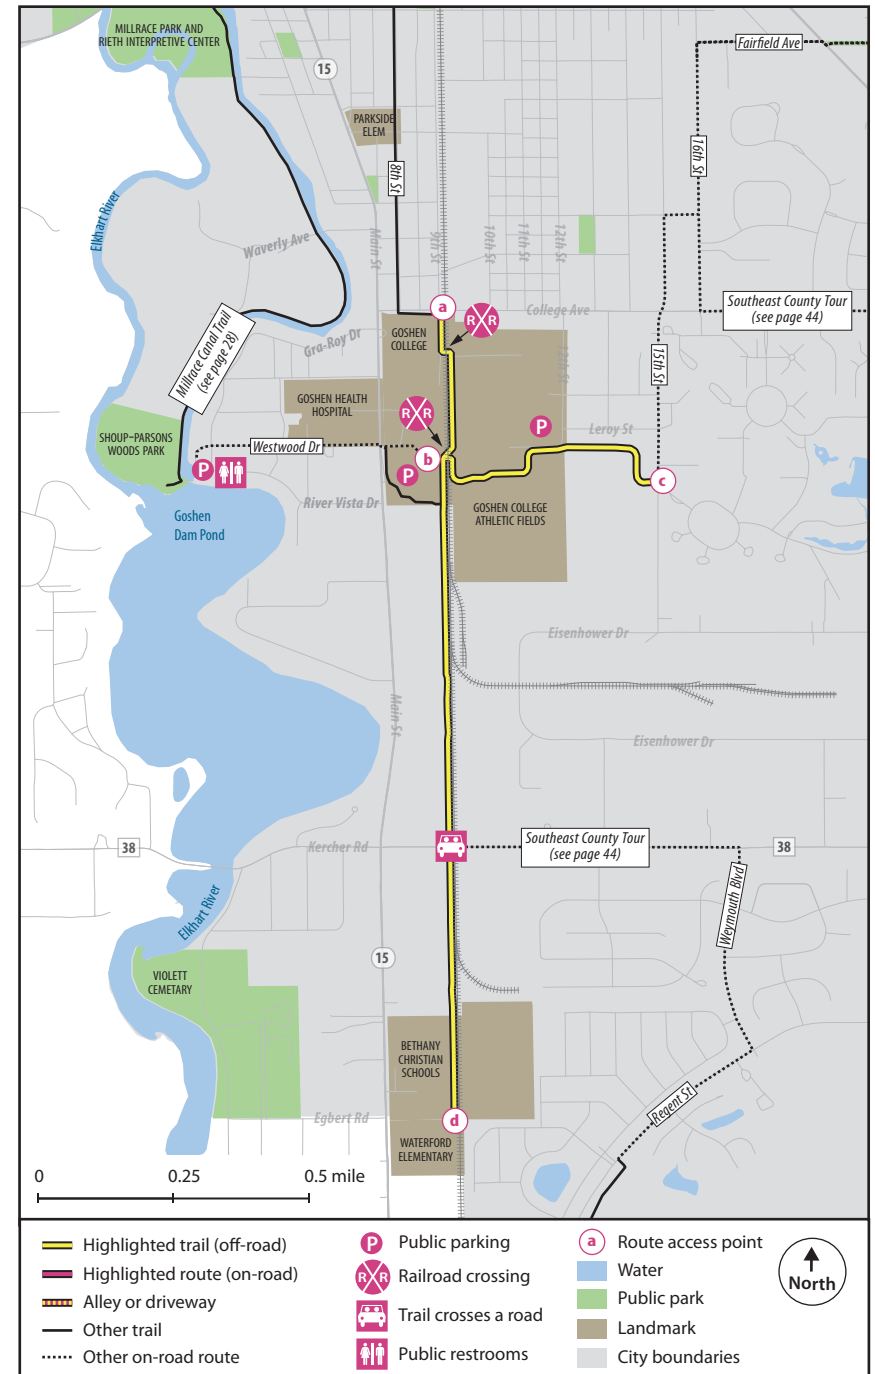 MILLRACE PARK AND
RIETH INTERPRETIVE CENTER
15
Fairfield Ave
PARKSIDE
ELEM
8th St
16th St
Elkhart River
Waverly Ave
Main St
9th St
10th St
11th St
12th St
Southeast County Tour
(see page 44)
a
R R
College Ave
Millrace Canal Trail
(see page 28)
Gra-Roy Dr
GOSHEN
COLLEGE
12th St
15th St
GOSHEN HEALTH
HOSPITAL
R R
P
Leroy St
SHOUP-PARSONS
WOODS PARK
Westwood Dr
b
P
P
c
River Vista Dr
GOSHEN COLLEGE
ATHLETIC FIELDS
Goshen
Dam Pond
Eisenhower Dr
Main St
Eisenhower Dr
38
Kercher Rd
Southeast County Tour
(see page 44)
38
Weymouth Blvd
Elkhart River
15
VIOLETT
CEMETARY
BETHANY
CHRISTIAN
SCHOOLS
Regent St
Egbert Rd
d
WATERFORD
ELEMENTARY
0 0.25 0.5 mile
Highlighted trail (off-road)
Highlighted route (on-road)
Alley or driveway
Other trail
Other on-road route
P Public parking
R R Railroad crossing
Trail crosses a road
Public restrooms
a Route access point
Water
Public park
Landmark
City boundaries
North